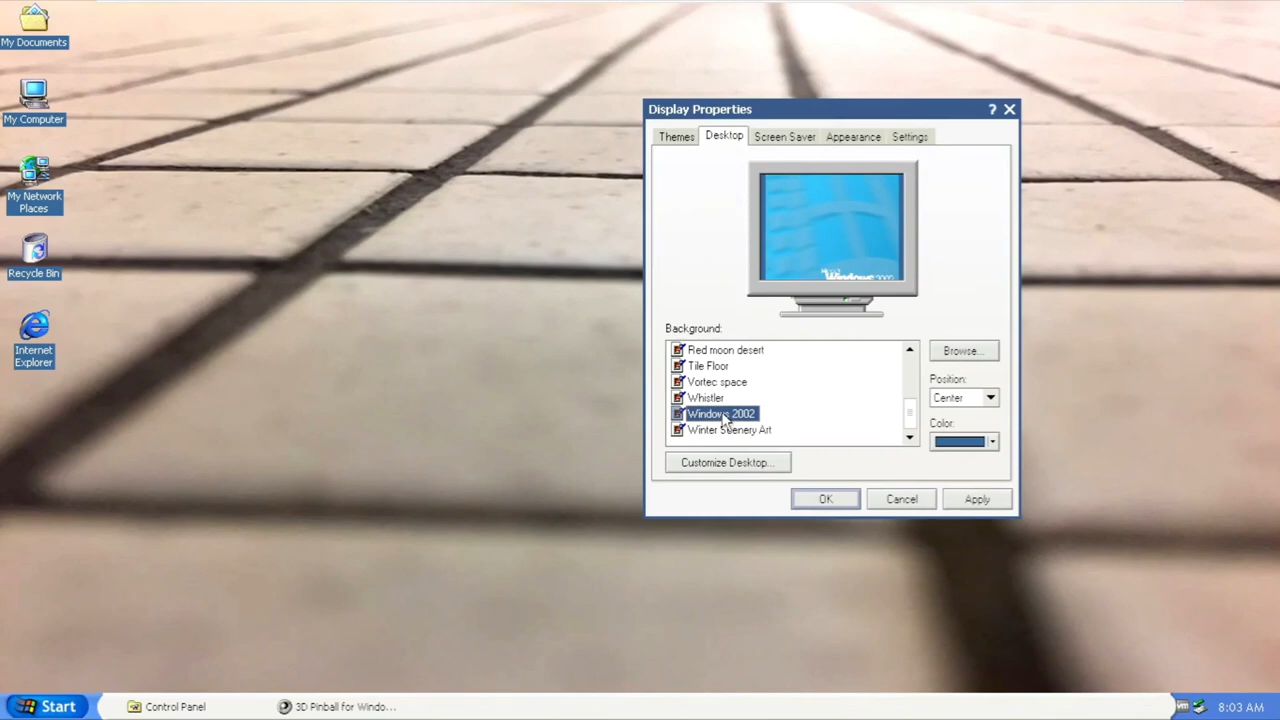 My Documents
My Computer
My Network
Places
Recycle Bin
Internet
Explorer
Display Properties
Themes
Desktop
Screen Saver
Appearance
Settings
Microsoft
Windows 2002
Background:
Red moon desert
Tile Floor
Vortec space
Whistler
Windows 2002
Winter Scenery Art
Browse...
Position:
Center
Color:
Customize Desktop...
OK
Cancel
Apply
Start
Control Panel
3D Pinball for Windo...
vm
8:03 AM